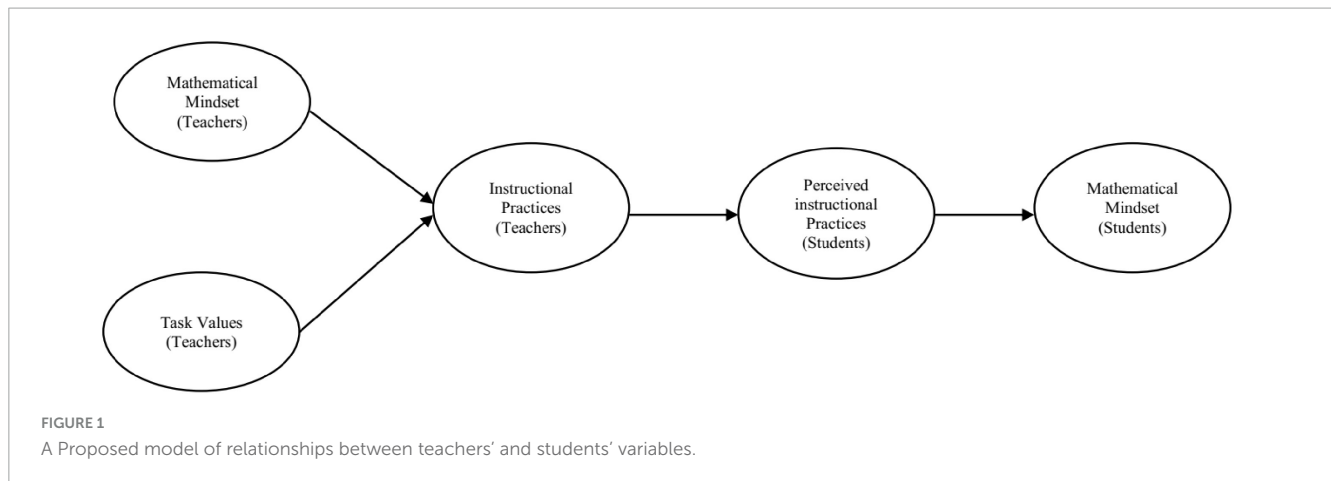 Mathematical
Mindset
(Teachers)
Instructional
Practices
(Teachers)
Perceived
instructional
Practices
(Students)
Mathematical
Mindset
(Students)
Task Values
(Teachers)
FIGURE 1
A Proposed model of relationships between teachers’ and students’ variables.